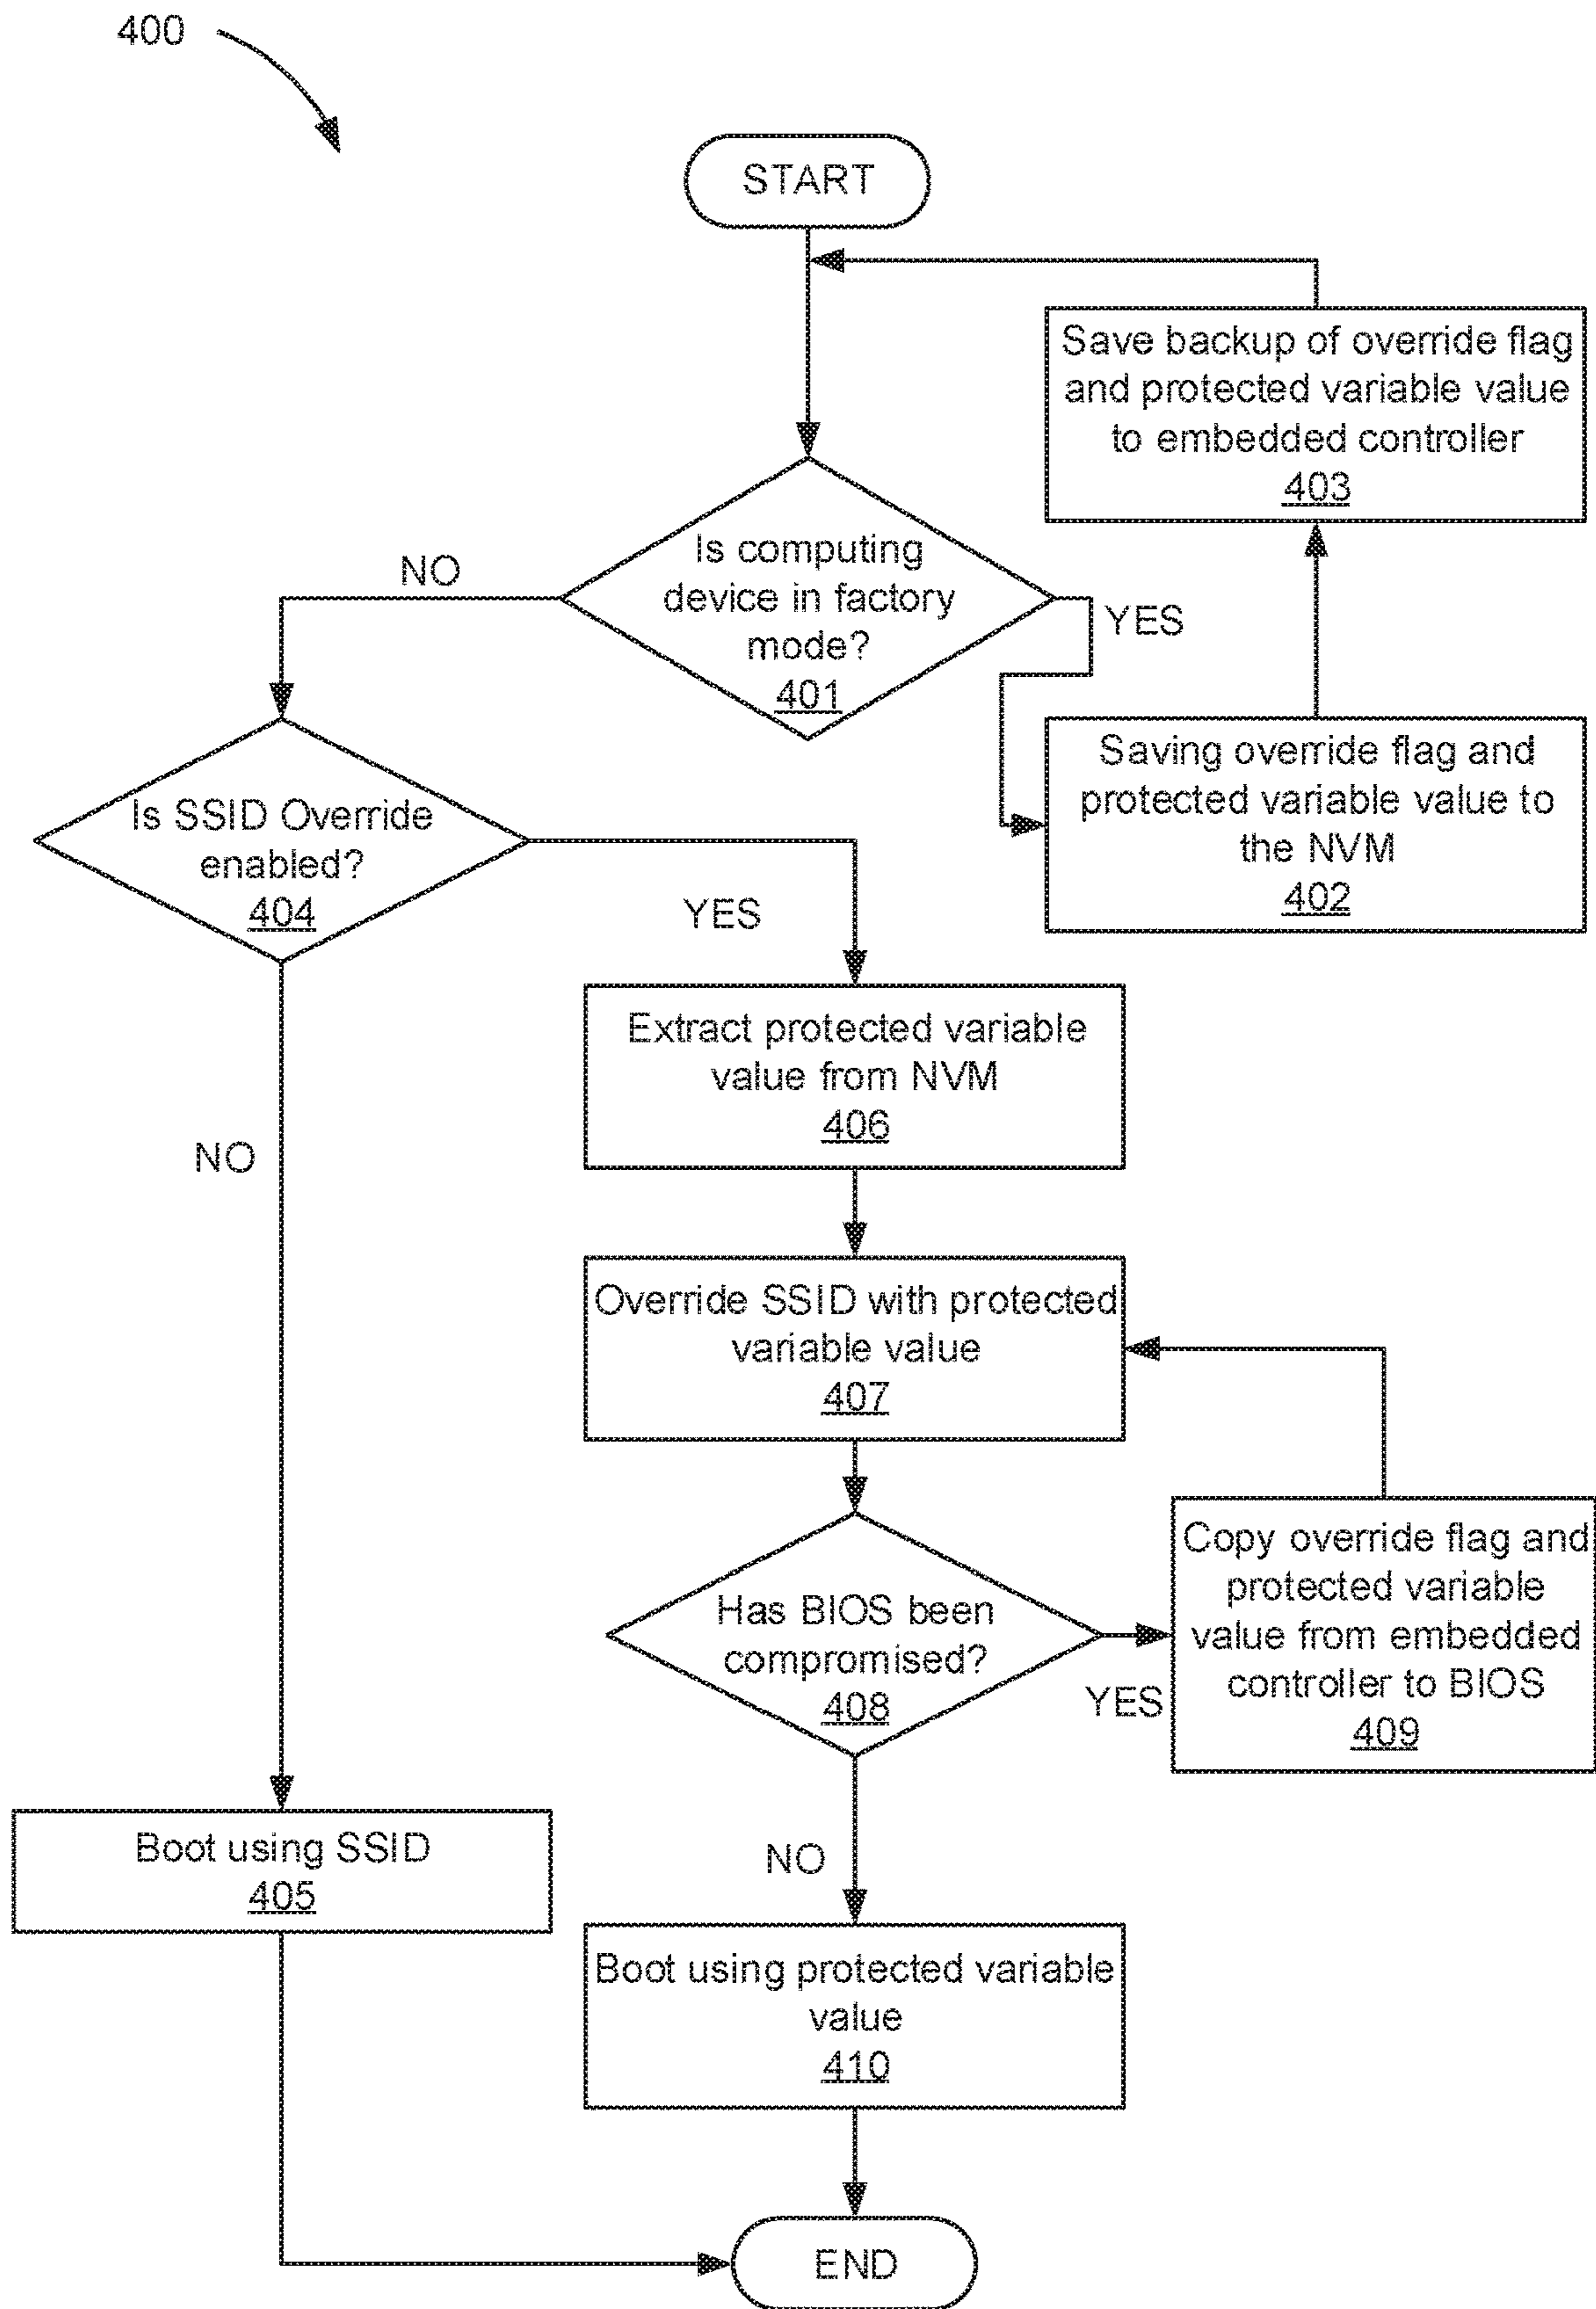 400
START
Save backup of override flag
and protected variable value
to embedded controller
403
Is computing
device in factory
mode?
401
NO
YES
Saving override flag and
protected variable value to
the NVM
402
Is SSID Override
enabled?
404
YES
NO
Extract protected variable
value from NVM
406
Override SSID with protected
variable value
407
Has BIOS been
compromised?
408
YES
Copy override flag and
protected variable
value from embedded
controller to BIOS
409
NO
Boot using SSID
405
Boot using protected variable
value
410
END